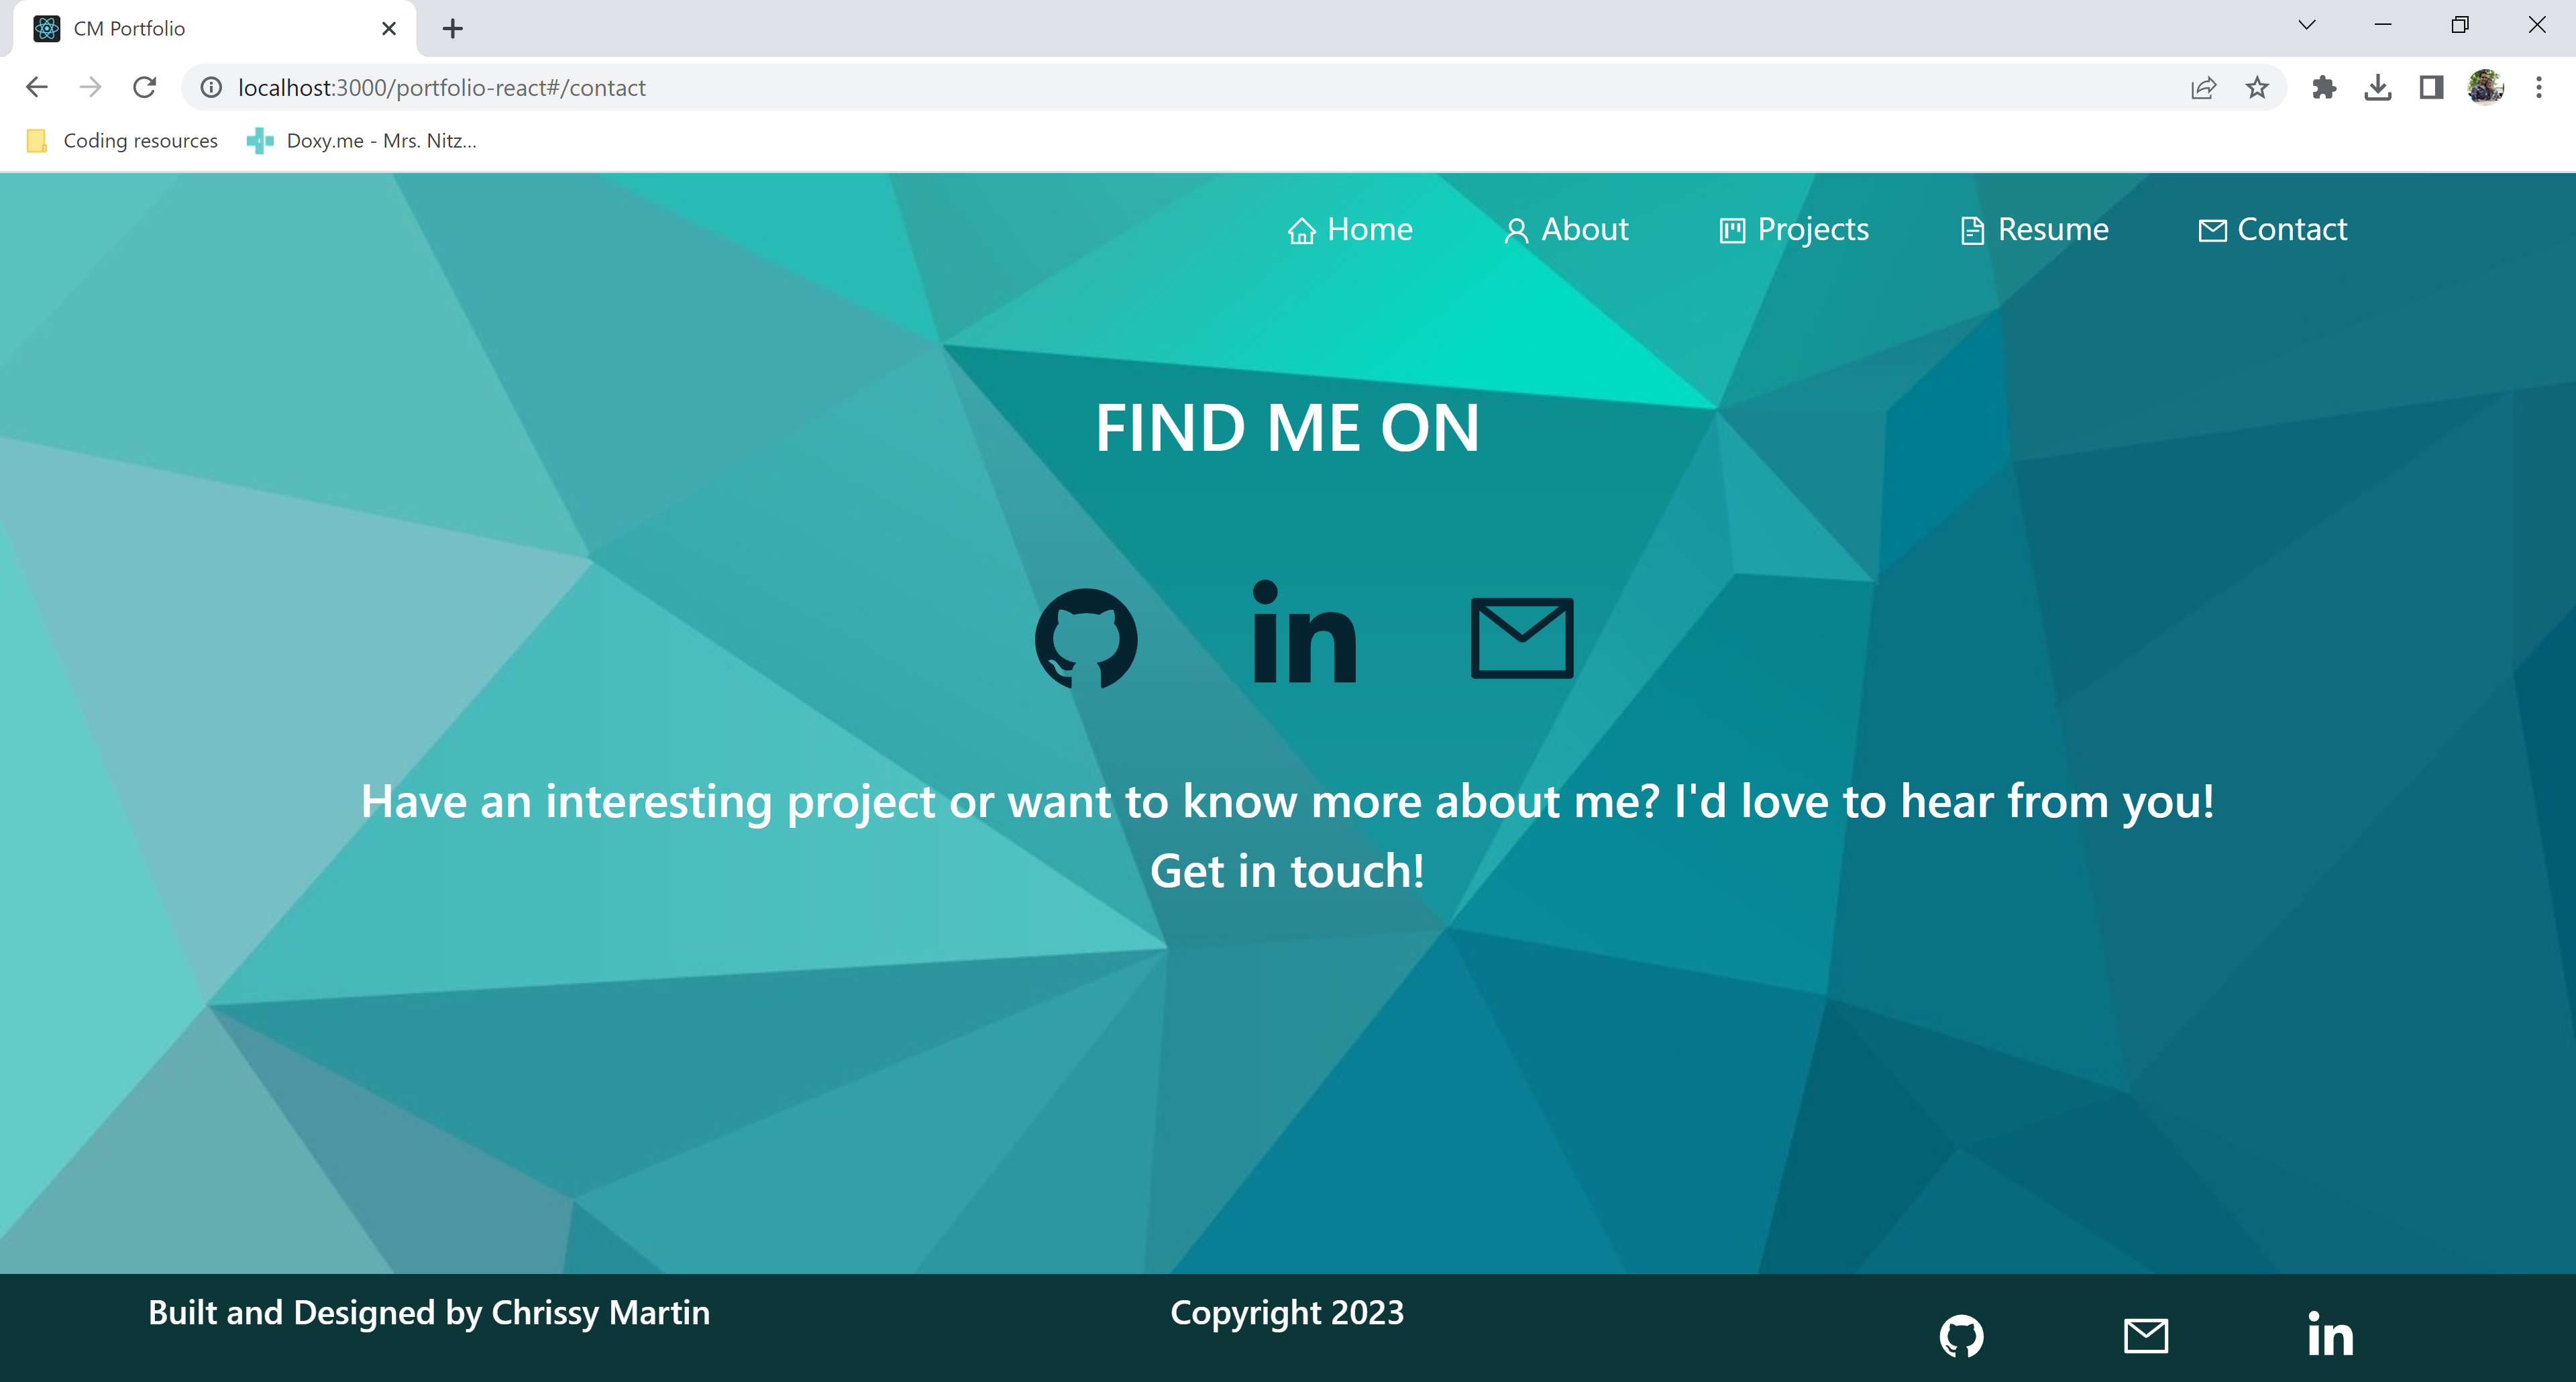 CM Portfolio
localhost:3000/portfolio-react#/contact
Coding resources
Doxy.me - Mrs. Nitz...
Home
About
Projects
Resume
Contact
FIND ME ON
in
Have an interesting project or want to know more about me? I'd love to hear from you!
Get in touch!
Built and Designed by Chrissy Martin
Copyright 2023
in